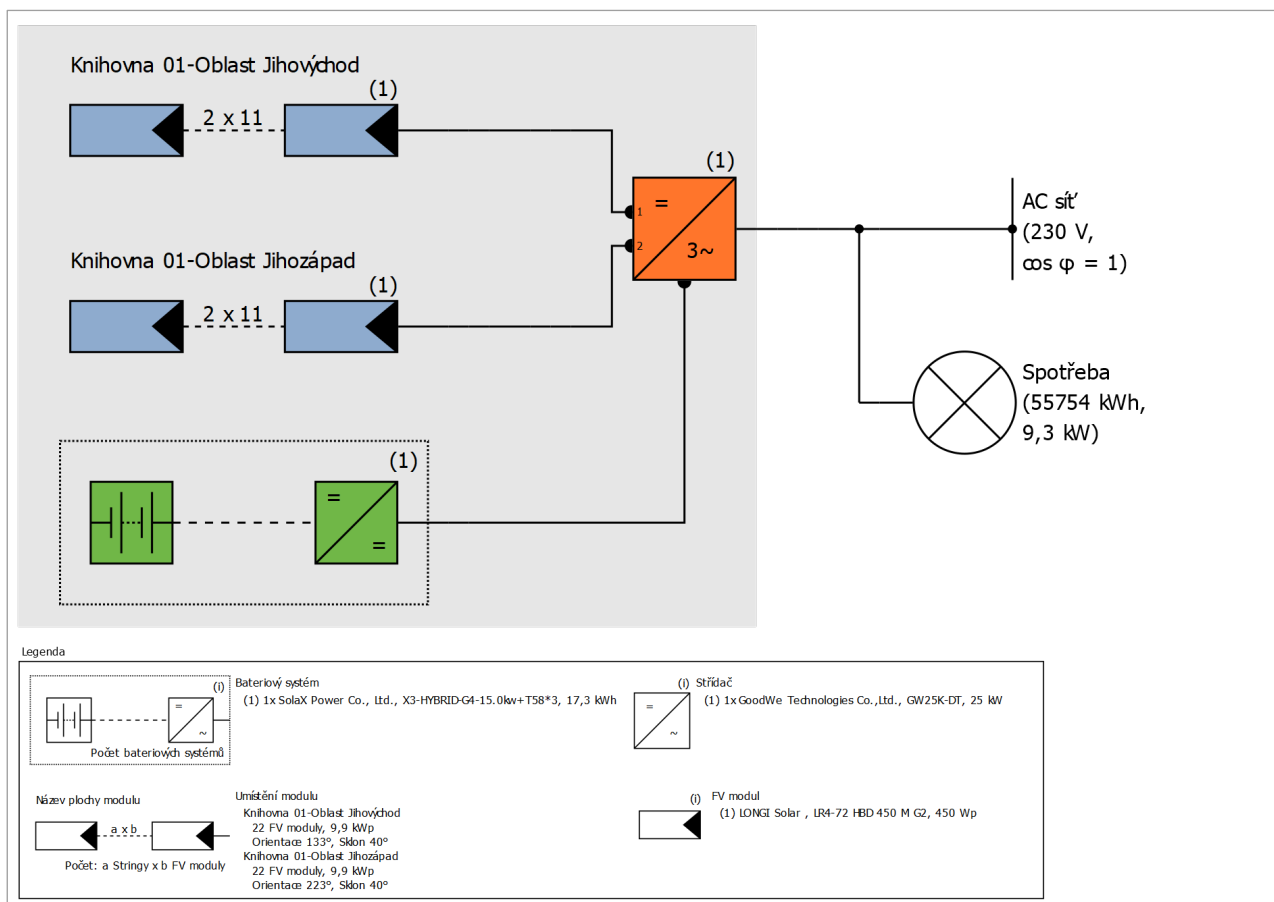 Knihovna 01-Oblast Jihovýchod
(1)
2 x 11
(1)
=
1
2
3~
AC síť
(230 V,
cos φ = 1)
Knihovna 01-Oblast Jihozápad
(1)
2 x 11
Spotřeba
(55754 kWh,
9,3 kW)
(1)
=
=
Legenda
(i)
=
~
Počet bateriových systémů
Bateriový systém
(1) 1x SolaX Power Co., Ltd., X3-HYBRID-G4-15.0kw+T58*3, 17,3 kWh
(i)
=
~
Střídač
(1) 1x GoodWe Technologies Co.,Ltd., GW25K-DT, 25 kW
Název plochy modulu
(i)
a x b
Počet: a Stringy x b FV moduly
Umístění modulu
Knihovna 01-Oblast Jihovýchod
22 FV moduly, 9,9 kWp
Orientace 133°, Sklon 40°
Knihovna 01-Oblast Jihozápad
22 FV moduly, 9,9 kWp
Orientace 223°, Sklon 40°
FV modul
(1) LONGI Solar , LR4-72 HBD 450 M G2, 450 Wp